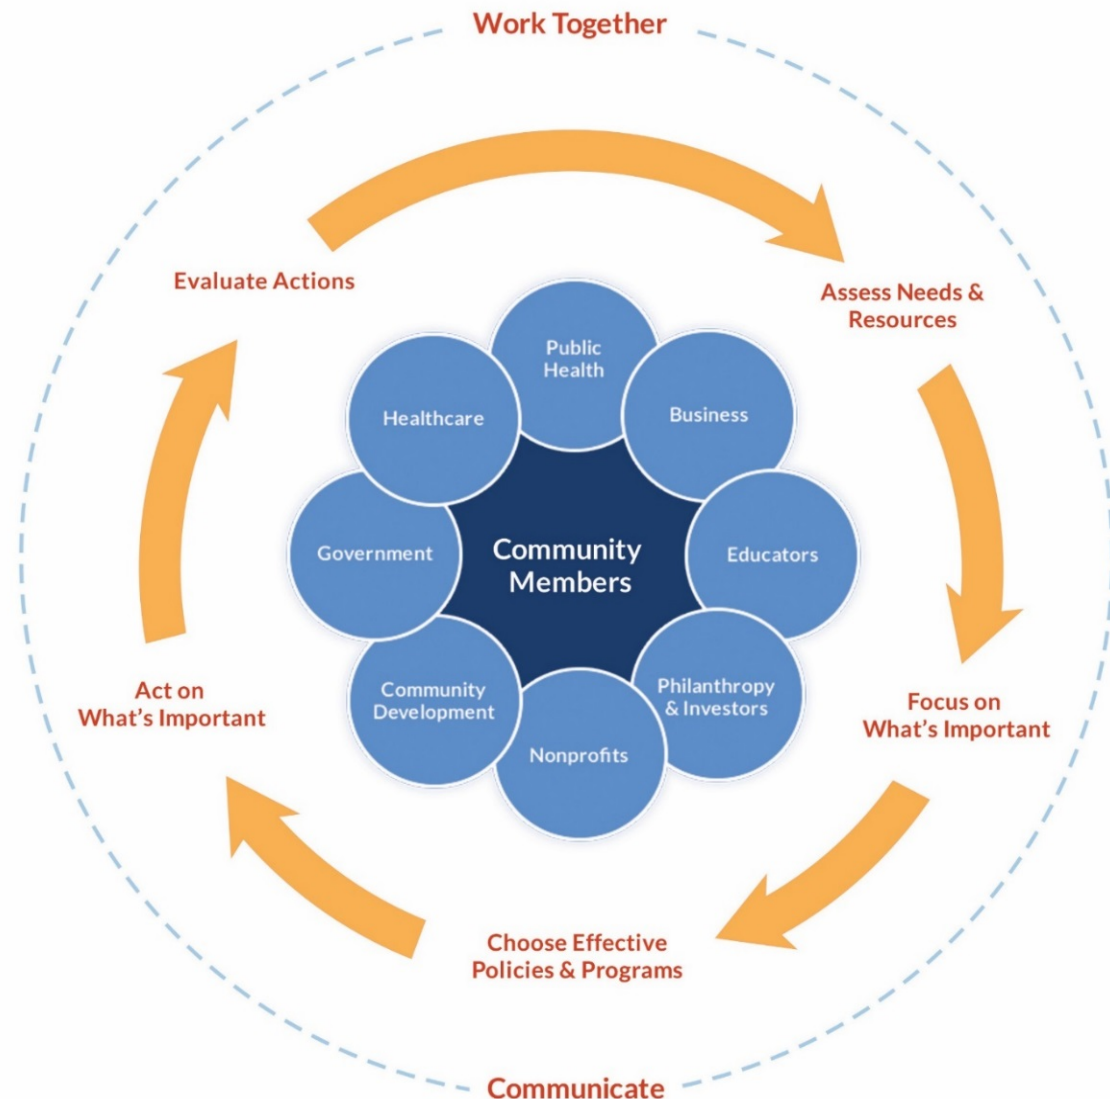 Work Together
Evaluate Actions
Assess Needs &
Resources
Public
Health
Healthcare
Business
Government
Community
Members
Educators
Community
Development
Philanthropy
& Investors
Nonprofits
Act on
What’s Important
Focus on
What’s Important
Choose Effective
Policies & Programs
Communicate